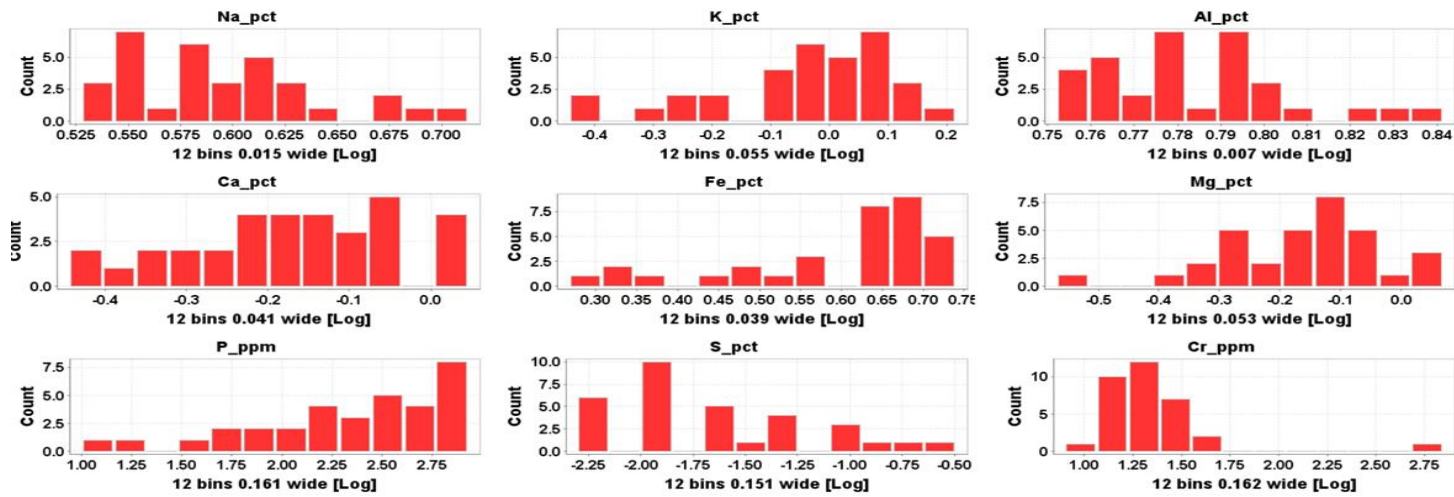 Na_pct
K_pct
Al_pct
Count
5.0
2.5
0.0
0.525 0.550 0.575 0.600 0.625 0.650 0.675 0.700
12 bins 0.015 wide [Log]
Count
5.0
2.5
0.0
-0.4 -0.3 -0.2 -0.1 0.0 0.1 0.2
12 bins 0.055 wide [Log]
Count
5.0
2.5
0.0
0.75 0.76 0.77 0.78 0.79 0.80 0.81 0.82 0.83 0.84
12 bins 0.007 wide [Log]
Ca_pct
Fe_pct
Mg_pct
Count
5.0
2.5
0.0
-0.4 -0.3 -0.2 -0.1 0.0
12 bins 0.041 wide [Log]
Count
7.5
5.0
2.5
0.0
0.30 0.35 0.40 0.45 0.50 0.55 0.60 0.65 0.70 0.75
12 bins 0.039 wide [Log]
Count
7.5
5.0
2.5
0.0
-0.5 -0.4 -0.3 -0.2 -0.1 0.0
12 bins 0.053 wide [Log]
P_ppm
S_pct
Cr_ppm
Count
7.5
5.0
2.5
0.0
1.00 1.25 1.50 1.75 2.00 2.25 2.50 2.75
12 bins 0.161 wide [Log]
Count
10.0
7.5
5.0
2.5
0.0
-2.25 -2.00 -1.75 -1.50 -1.25 -1.00 -0.75 -0.50
12 bins 0.151 wide [Log]
Count
10
5
0
1.00 1.25 1.50 1.75 2.00 2.25 2.50 2.75
12 bins 0.162 wide [Log]